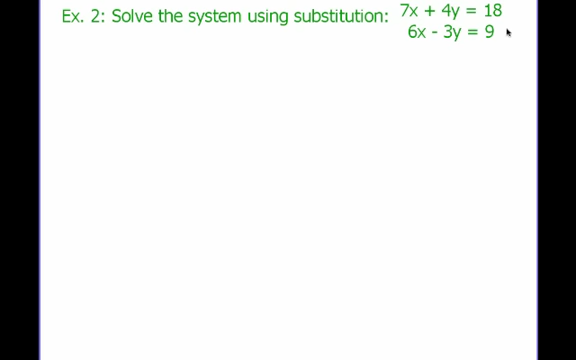 Ex. 2: Solve the system using substitution: 7x + 4y = 18
6x - 3y = 9